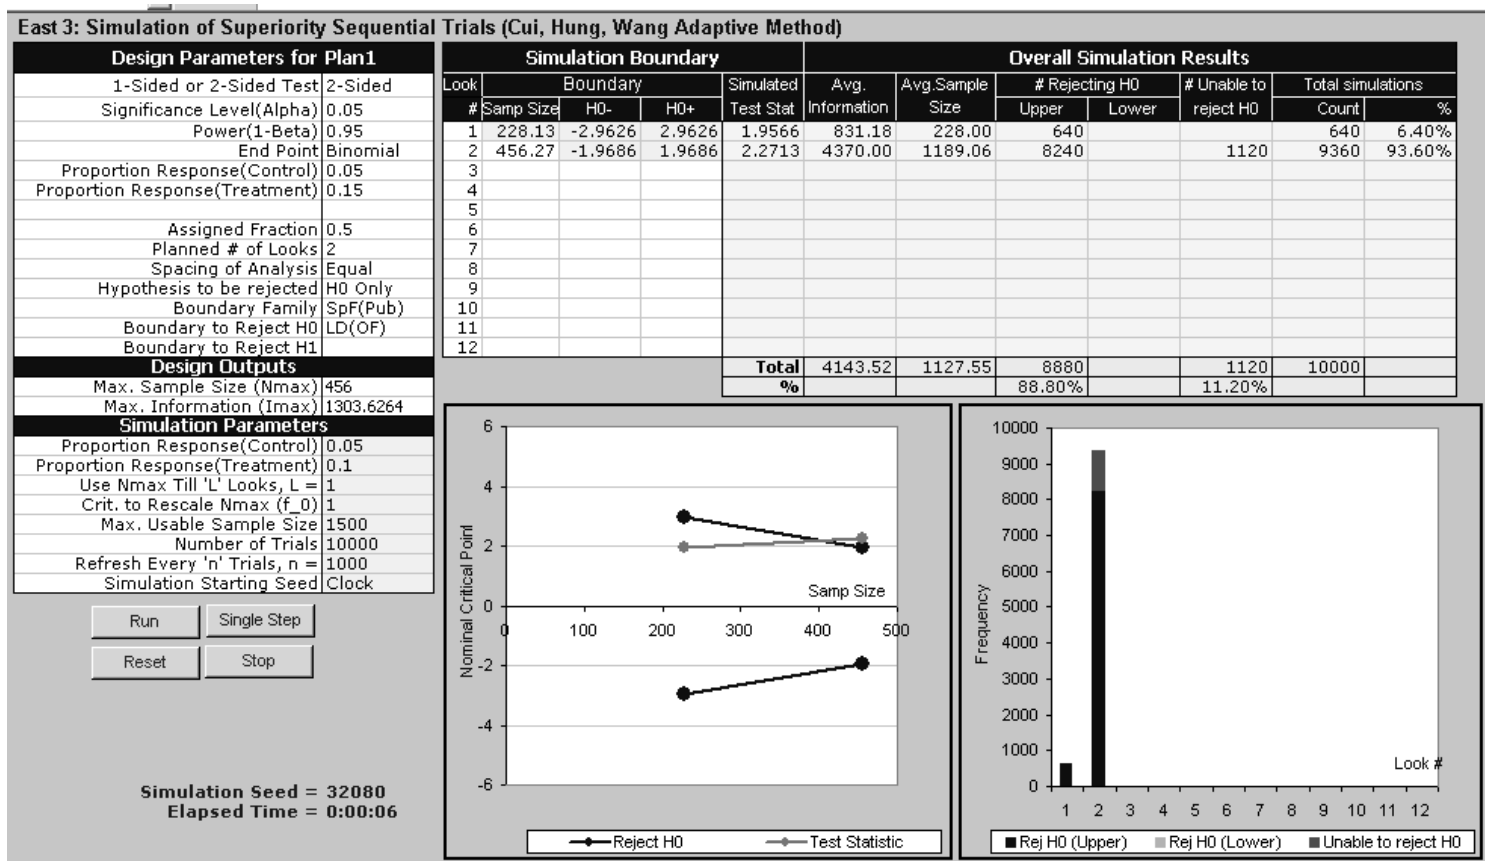 East 3: Simulation of Superiority Sequential Trials (Cui, Hung, Wang Adaptive Method)
Design Parameters for Plan1
1-Sided or 2-Sided Test 2-Sided
Significance Level(Alpha) 0.05
Power(1-Beta) 0.95
End Point Binomial
Proportion Response(Control) 0.05
Proportion Response(Treatment) 0.15
Assigned Fraction 0.5
Planned # of Looks 2
Spacing of Analysis Equal
Hypothesis to be rejected H0 Only
Boundary Family SpF(Pub)
Boundary to Reject H0 LD(OF)
Boundary to Reject H1
Design Outputs
Max. Sample Size (Nmax) 456
Max. Information (Imax) 1303.6264
Simulation Parameters
Proportion Response(Control) 0.05
Proportion Response(Treatment) 0.1
Use Nmax Till 'L' Looks, L = 1
Crit. to Rescale Nmax (f_0) 1
Max. Usable Sample Size 1500
Number of Trials 10000
Refresh Every 'n' Trials, n = 1000
Simulation Starting Seed Clock
Run Single Step
Reset Stop
Simulation Seed = 32080
Elapsed Time = 0:00:06
Simulation Boundary Overall Simulation Results
Look Boundary Simulated Avg. Avg.Sample # Rejecting H0 # Unable to Total simulations
# Samp Size H0- H0+ Test Stat Information Size Upper Lower reject H0 Count %
1 228.13 -2.9626 2.9626 1.9566 831.18 228.00 640 640 6.40%
2 456.27 -1.9686 1.9686 2.2713 4370.00 1189.06 8240 1120 9360 93.60%
3
4
5
6
7
8
9
10
11
12
Total 4143.52 1127.55 8880 1120 10000
% 88.80% 11.20%
Nominal Critical Point
6
4
2
0
-2
-4
-6
Samp Size
0 100 200 300 400 500
Reject H0 Test Statistic
Frequency
10000
9000
8000
7000
6000
5000
4000
3000
2000
1000
0
Look #
1 2 3 4 5 6 7 8 9 10 11 12
Rej H0 (Upper) Rej H0 (Lower) Unable to reject H0